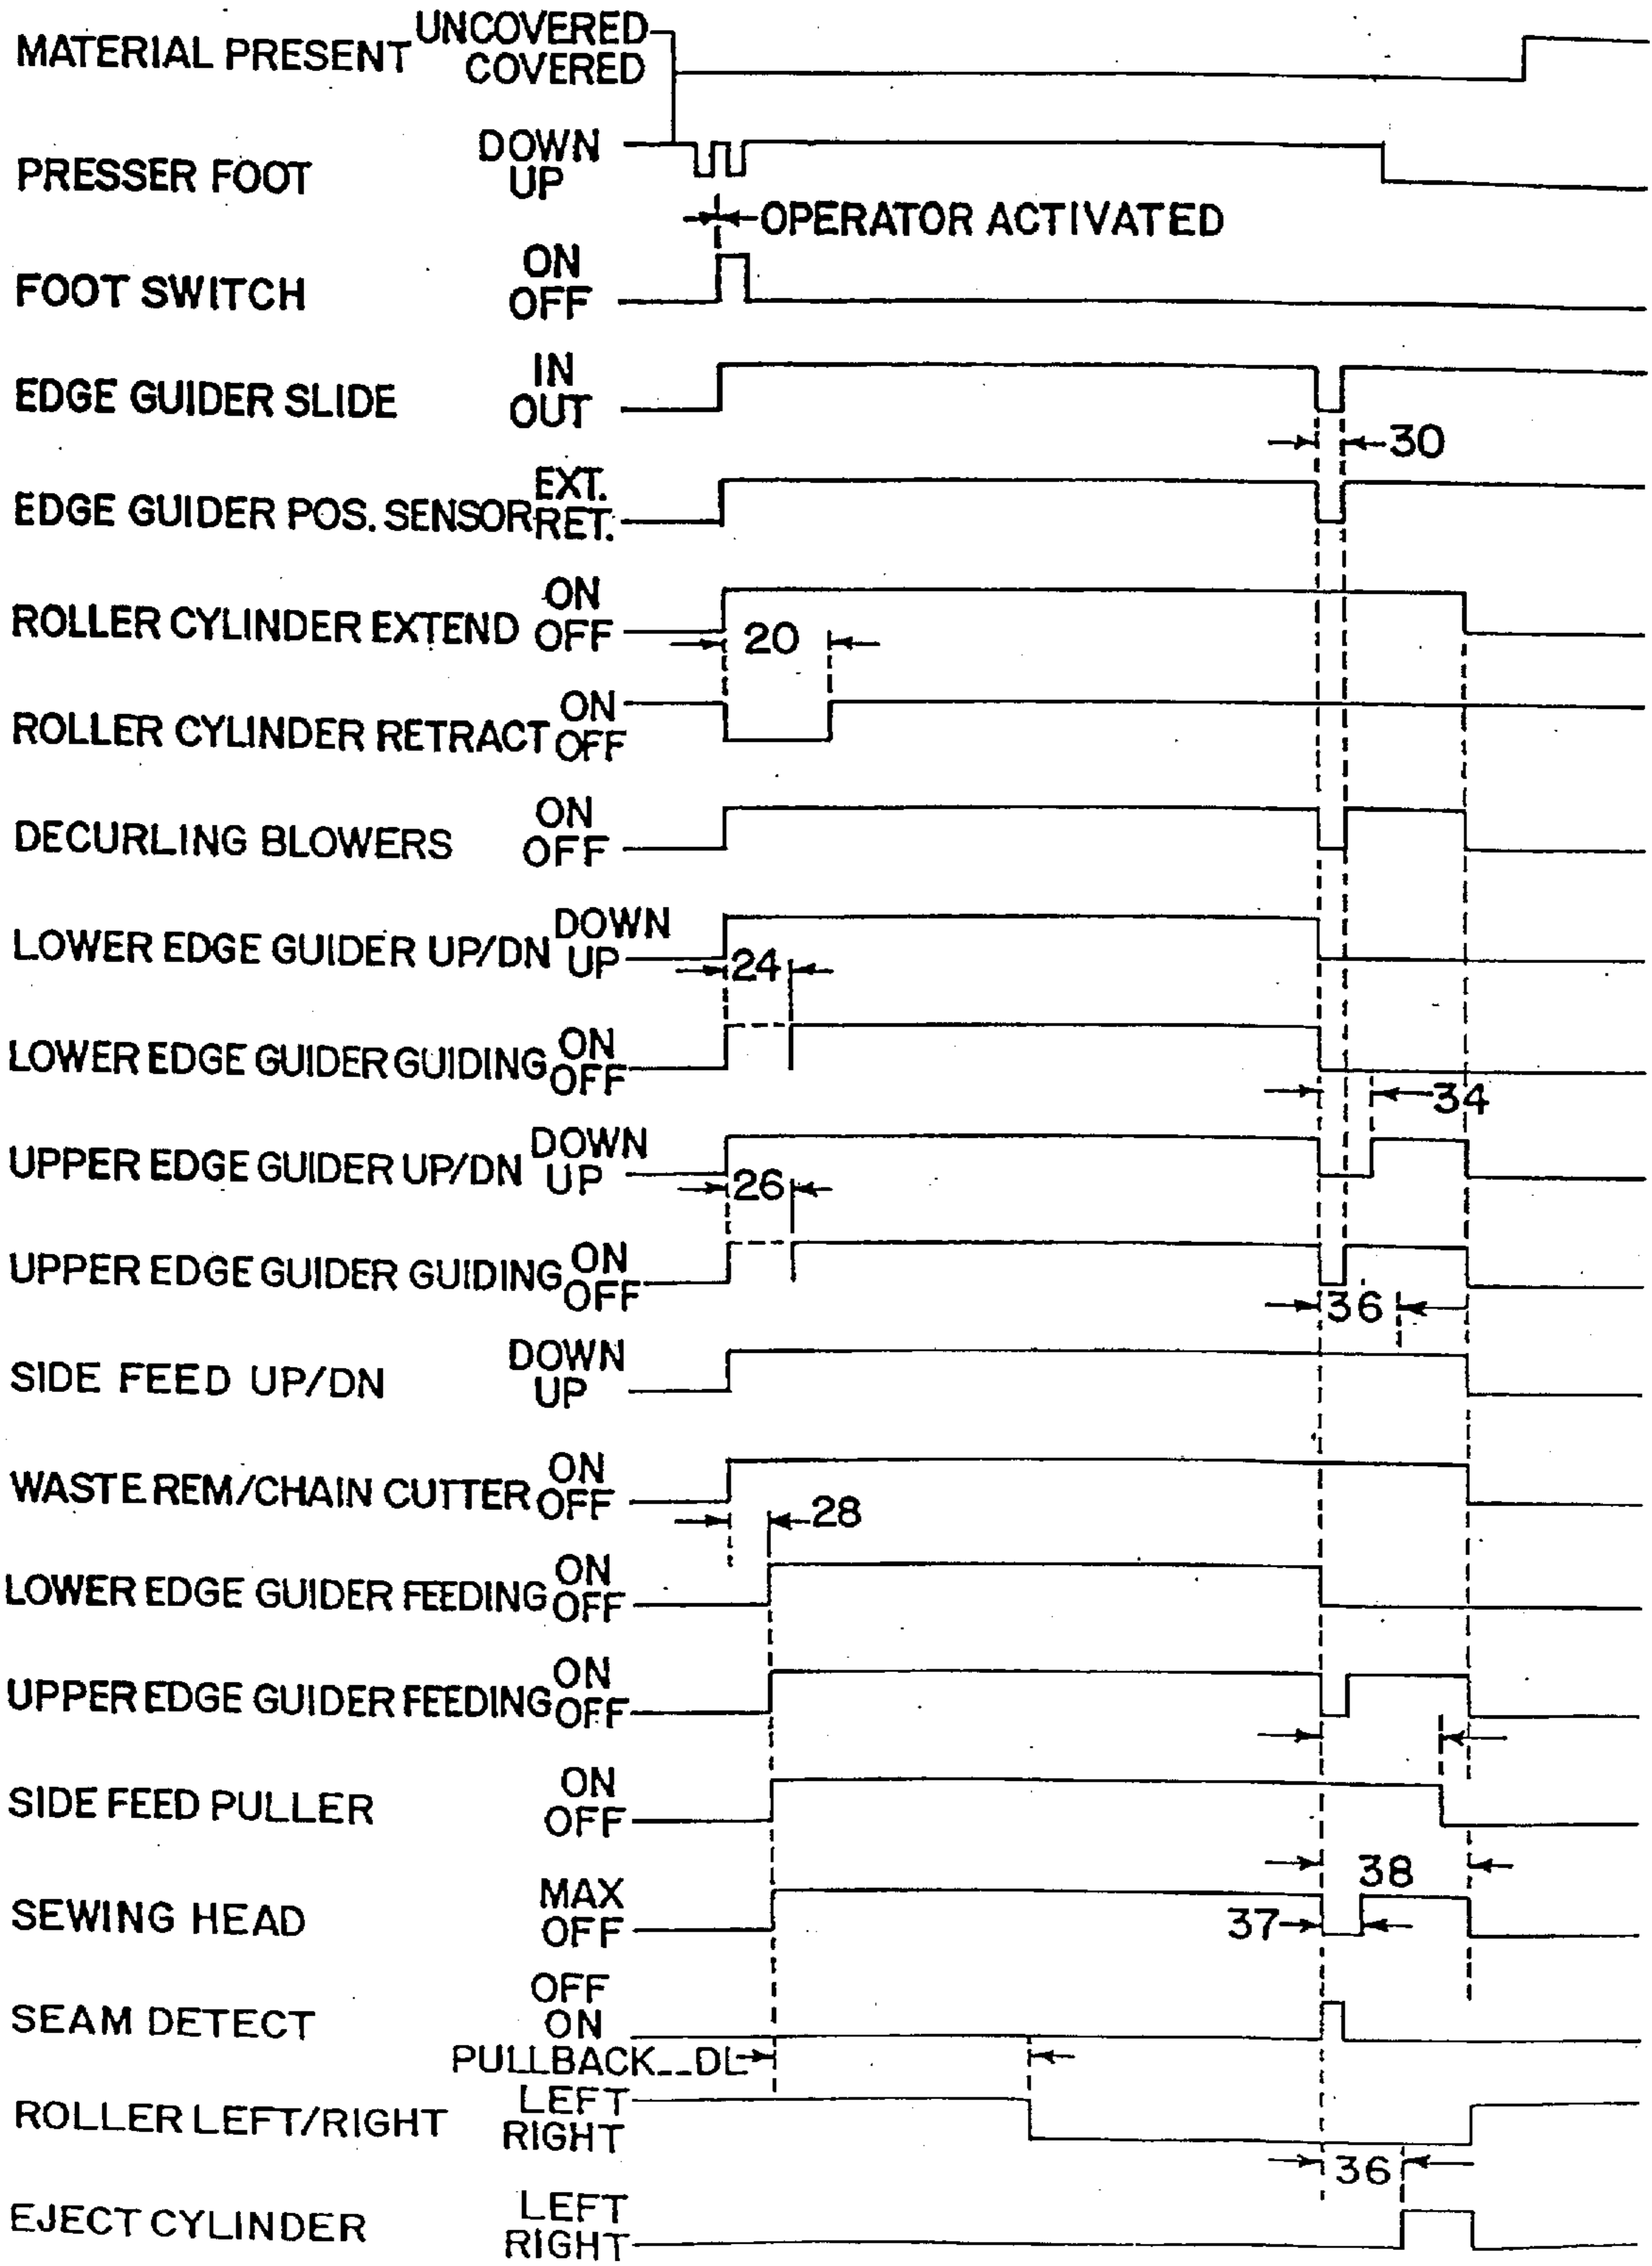 MATERIAL PRESENT UNCOVERED
COVERED
PRESSER FOOT DOWN
UP
OPERATOR ACTIVATED
FOOT SWITCH ON
OFF
EDGE GUIDER SLIDE IN
OUT
30
EDGE GUIDER POS. SENSOR EXT.
RET.
ROLLER CYLINDER EXTEND ON
OFF
20
ROLLER CYLINDER RETRACT ON
OFF
DECURLING BLOWERS ON
OFF
LOWER EDGE GUIDER UP/DN DOWN
UP
24
LOWER EDGE GUIDER GUIDING ON
OFF
34
UPPER EDGE GUIDER UP/DN DOWN
UP
26
UPPER EDGE GUIDER GUIDING ON
OFF
36
SIDE FEED UP/DN DOWN
UP
WASTE REM/CHAIN CUTTER ON
OFF
28
LOWER EDGE GUIDER FEEDING ON
OFF
UPPER EDGE GUIDER FEEDING ON
OFF
SIDE FEED PULLER ON
OFF
38
SEWING HEAD MAX
OFF
37
SEAM DETECT OFF
ON
PULLBACK__DL
ROLLER LEFT/RIGHT LEFT
RIGHT
36
EJECT CYLINDER LEFT
RIGHT